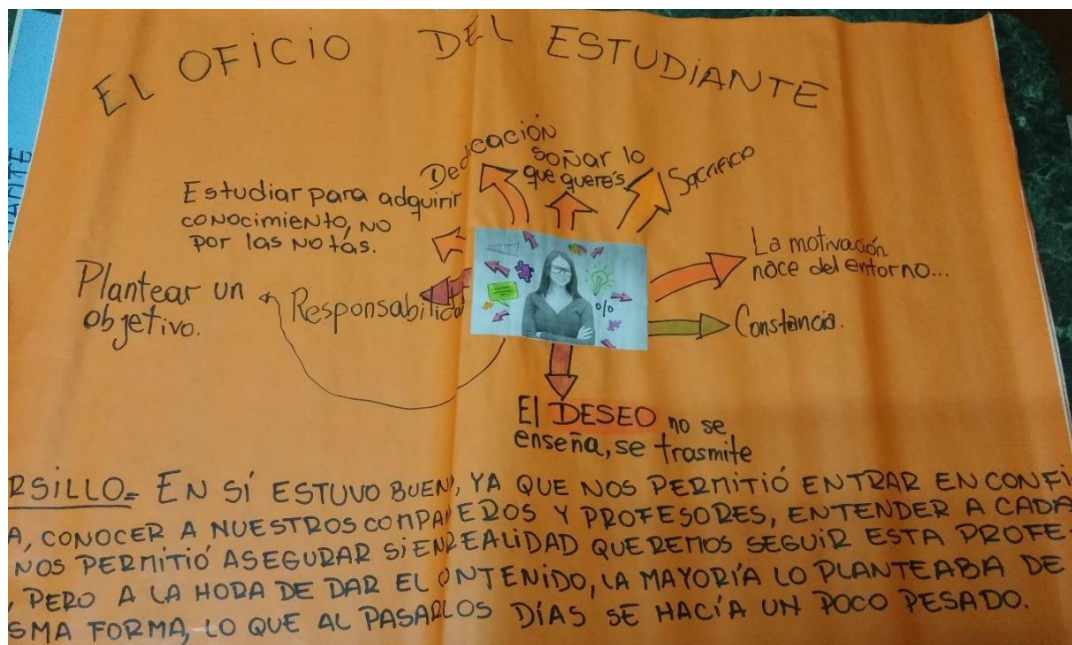 EL OFICIO DEL ESTUDIANTE
Dedicación
soñar lo
que querés
Sacrificio
Estudiar para adquirir
conocimiento, no
por las notas.
La motivación
nace del entorno...
Plantear un
objetivo.
Responsabilidad
Constancia.
El DESEO no se
enseña, se trasmite
RSILLO= EN SÍ ESTUVO BUEN, YA QUE NOS PERMITIÓ ENTRAR EN CONFI
A, CONOCER A NUESTROS COMPAÑEROS Y PROFESORES, ENTENDER A CADA
NOS PERMITIÓ ASEGURAR SI EN REALIDAD QUEREMOS SEGUIR ESTA PROFE-
, PERO A LA HORA DE DAR EL CONTENIDO, LA MAYORÍA LO PLANTEABA DE
SMA FORMA, LO QUE AL PASAR LOS DÍAS SE HACÍA UN POCO PESADO.